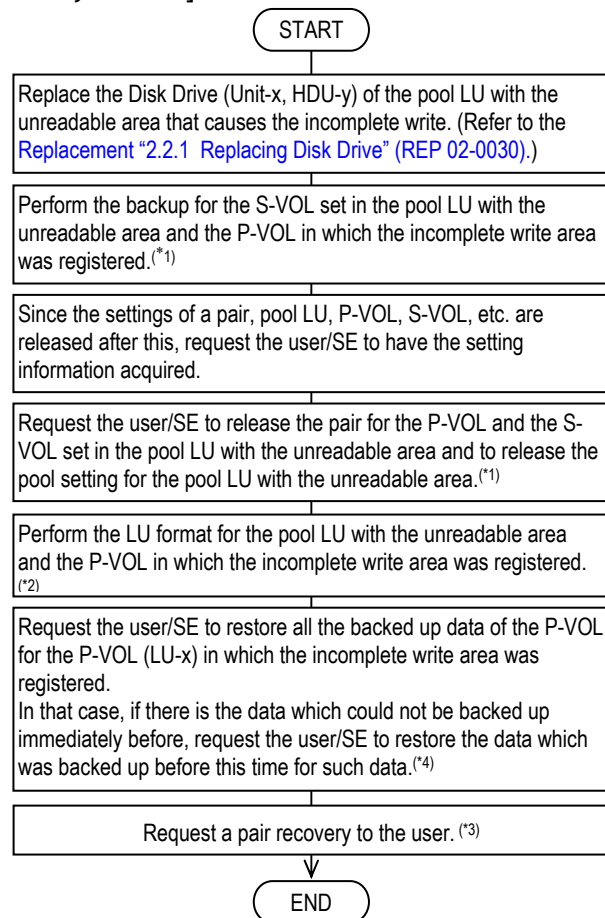 START
Replace the Disk Drive (Unit-x, HDU-y) of the pool LU with the
unreadable area that causes the incomplete write. (Refer to the
Replacement “2.2.1  Replacing Disk Drive” (REP 02-0030).)
Perform the backup for the S-VOL set in the pool LU with the
unreadable area and the P-VOL in which the incomplete write area
was registered.(*1)
Since the settings of a pair, pool LU, P-VOL, S-VOL, etc. are
released after this, request the user/SE to have the setting
information acquired.
Request the user/SE to release the pair for the P-VOL and the S-
VOL set in the pool LU with the unreadable area and to release the
pool setting for the pool LU with the unreadable area.(*1)
Perform the LU format for the pool LU with the unreadable area
and the P-VOL in which the incomplete write area was registered.
(*2)
Request the user/SE to restore all the backed up data of the P-VOL
for the P-VOL (LU-x) in which the incomplete write area was
registered.
In that case, if there is the data which could not be backed up
immediately before, request the user/SE to restore the data which
was backed up before this time for such data.(*4)
Request a pair recovery to the user. (*3)
END